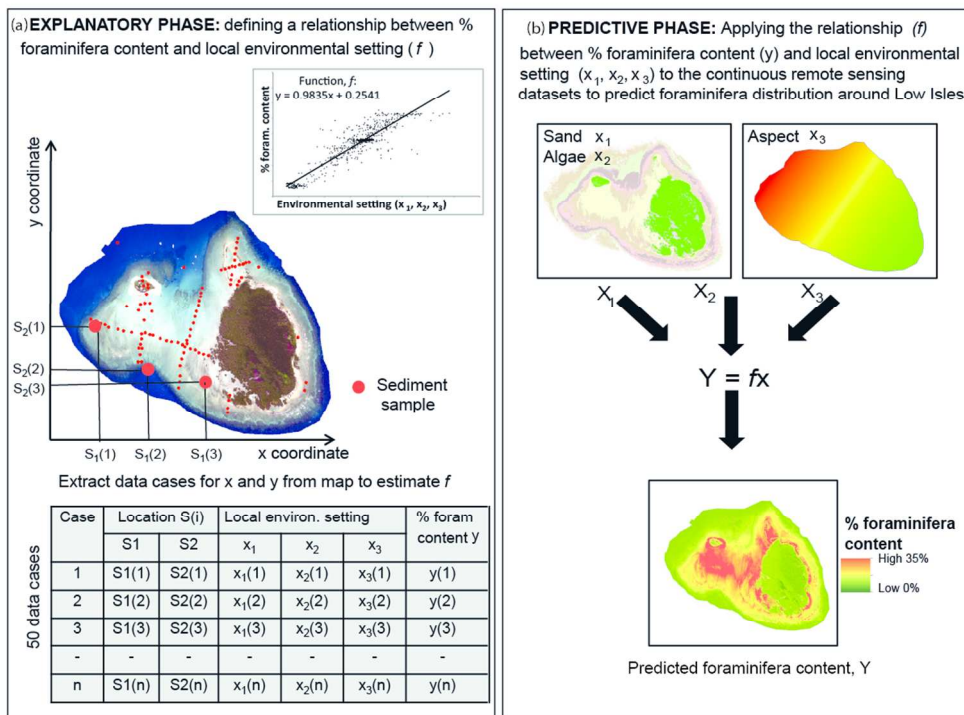 (a) EXPLANATORY PHASE: defining a relationship between %
foraminifera content and local environmental setting (f )
Function, f:
y = 0.9835x + 0.2541
% foram. content
Environmental setting (x₁, x₂, x₃)
y coordinate
S₂(1)
S₂(2)
S₂(3)
S₁(1) S₁(2) S₁(3)
x coordinate
Sediment
sample
Extract data cases for x and y from map to estimate f
50 data cases
Case Location S(i) Local environ. setting % foram
content y
S1 S2 x₁ x₂ x₃
1 S1(1) S2(1) x₁(1) x₂(1) x₃(1) y(1)
2 S1(2) S2(2) x₁(2) x₂(2) x₃(2) y(2)
3 S1(3) S2(3) x₁(3) x₂(3) x₃(3) y(3)
- - - - - - -
n S1(n) S2(n) x₁(n) x₂(n) x₃(n) y(n)
(b) PREDICTIVE PHASE: Applying the relationship (f)
between % foraminifera content (y) and local environmental
setting (x₁, x₂, x₃) to the continuous remote sensing
datasets to predict foraminifera distribution around Low Isles
Sand x₁
Algae x₂
Aspect x₃
X₁ X₂ X₃
Y = fx
% foraminifera
content
High 35%
Low 0%
Predicted foraminifera content, Y